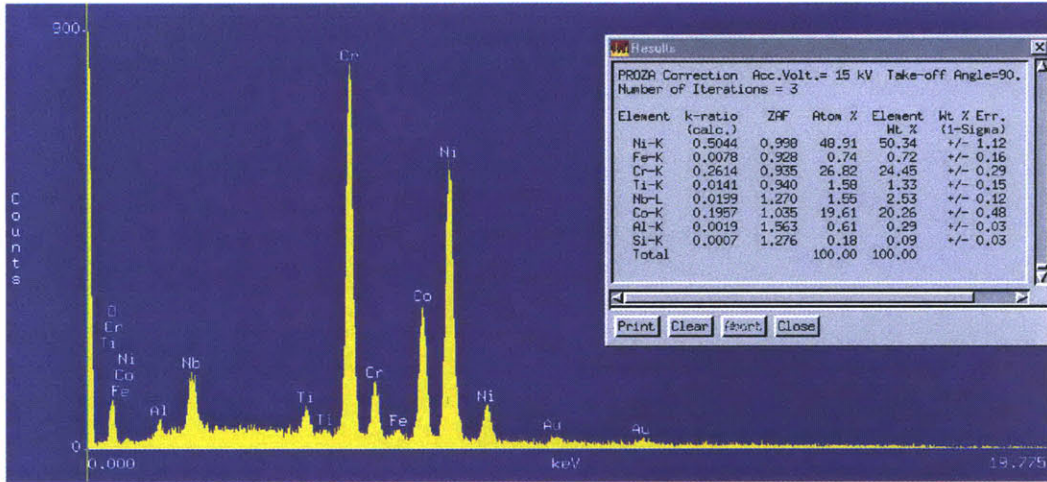 900.
Counts
0
0.000
keV
19.775
O
Cr
Ti
Ni
Co
Fe
Al
Nb
Ti
Ti
Cr
Cr
Fe
Co
Ni
Ni
Au
Au
Results
PROZA Correction Acc.Volt.= 15 kV Take-off Angle=90.
Number of Iterations = 3
Element k-ratio ZAF Atom % Element Wt % Err.
(calc.) Wt % (1-Sigma)
Ni-K 0.5044 0.998 48.91 50.34 +/- 1.12
Fe-K 0.0078 0.928 0.74 0.72 +/- 0.16
Cr-K 0.2614 0.935 26.82 24.45 +/- 0.29
Ti-K 0.0141 0.940 1.58 1.33 +/- 0.15
Nb-L 0.0199 1.270 1.55 2.53 +/- 0.12
Co-K 0.1957 1.035 19.61 20.26 +/- 0.48
Al-K 0.0019 1.563 0.61 0.29 +/- 0.03
Si-K 0.0007 1.276 0.18 0.09 +/- 0.03
Total 100.00 100.00
Print Clear Abort Close